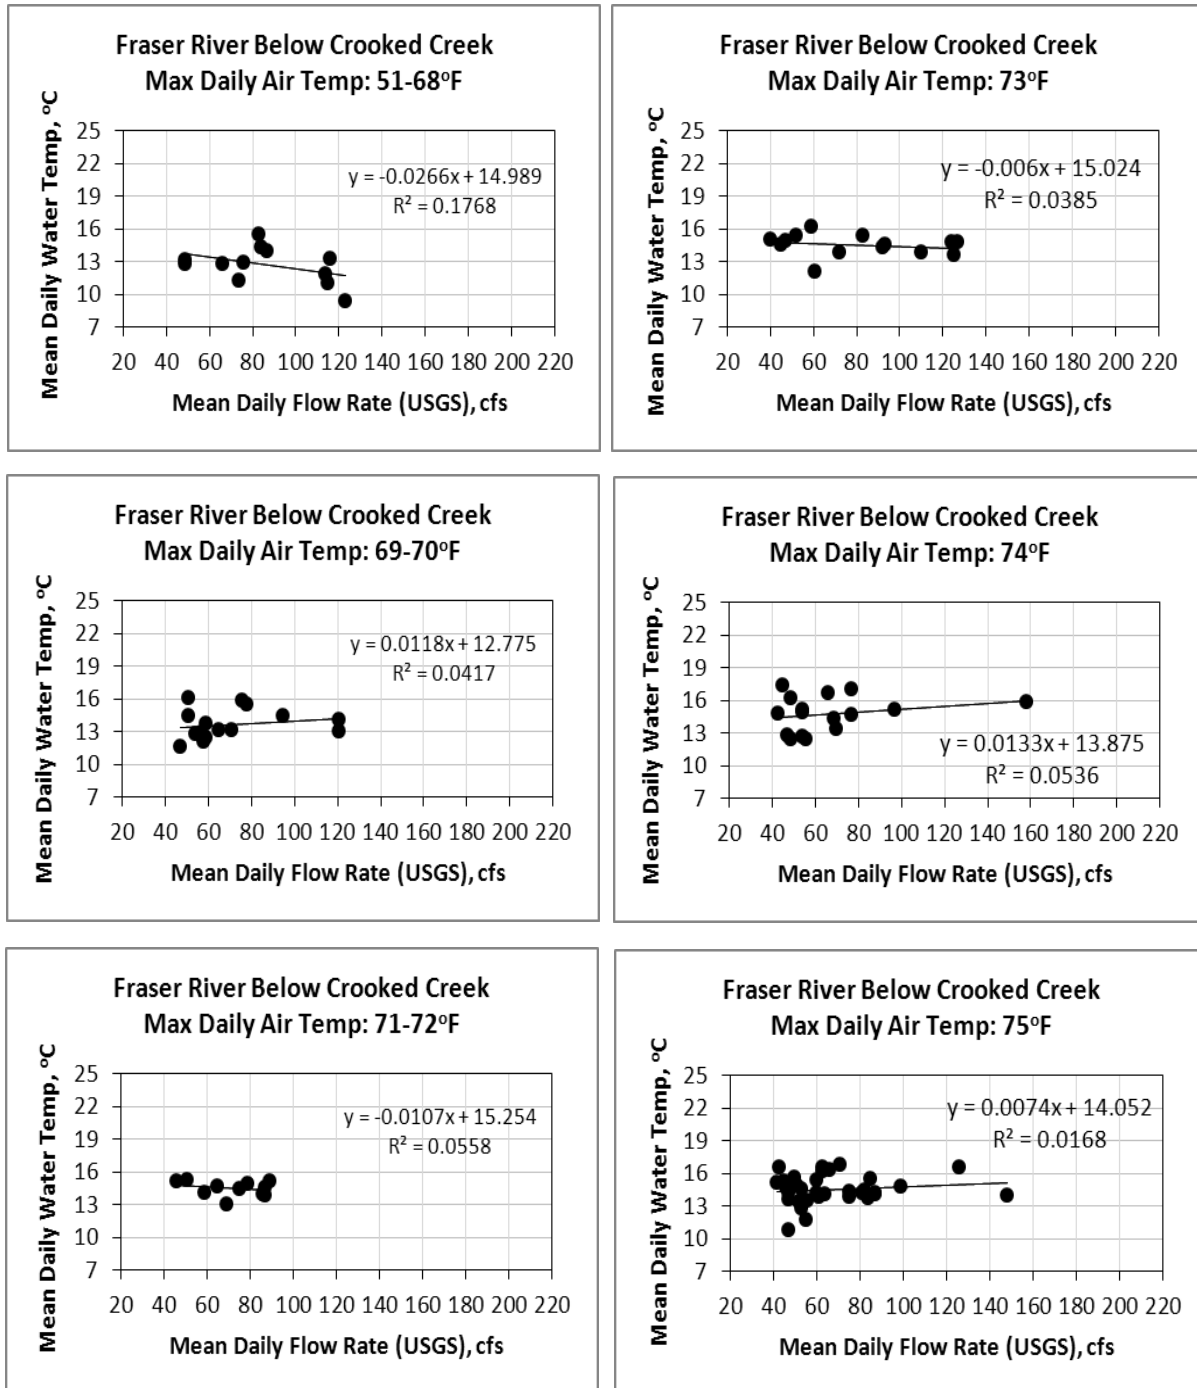 Fraser River Below Crooked Creek
Max Daily Air Temp: 51-68°F
Mean Daily Water Temp, °C
25
22
19
16
13
10
7
y = -0.0266x + 14.989
R² = 0.1768
20 40 60 80 100 120 140 160 180 200 220
Mean Daily Flow Rate (USGS), cfs
Fraser River Below Crooked Creek
Max Daily Air Temp: 73°F
Mean Daily Water Temp, °C
25
22
19
16
13
10
7
y = -0.006x + 15.024
R² = 0.0385
20 40 60 80 100 120 140 160 180 200 220
Mean Daily Flow Rate (USGS), cfs
Fraser River Below Crooked Creek
Max Daily Air Temp: 69-70°F
Mean Daily Water Temp, °C
25
22
19
16
13
10
7
y = 0.0118x + 12.775
R² = 0.0417
20 40 60 80 100 120 140 160 180 200 220
Mean Daily Flow Rate (USGS), cfs
Fraser River Below Crooked Creek
Max Daily Air Temp: 74°F
Mean Daily Water Temp, °C
25
22
19
16
13
10
7
y = 0.0133x + 13.875
R² = 0.0536
20 40 60 80 100 120 140 160 180 200 220
Mean Daily Flow Rate (USGS), cfs
Fraser River Below Crooked Creek
Max Daily Air Temp: 71-72°F
Mean Daily Water Temp, °C
25
22
19
16
13
10
7
y = -0.0107x + 15.254
R² = 0.0558
20 40 60 80 100 120 140 160 180 200 220
Mean Daily Flow Rate (USGS), cfs
Fraser River Below Crooked Creek
Max Daily Air Temp: 75°F
Mean Daily Water Temp, °C
25
22
19
16
13
10
7
y = 0.0074x + 14.052
R² = 0.0168
20 40 60 80 100 120 140 160 180 200 220
Mean Daily Flow Rate (USGS), cfs